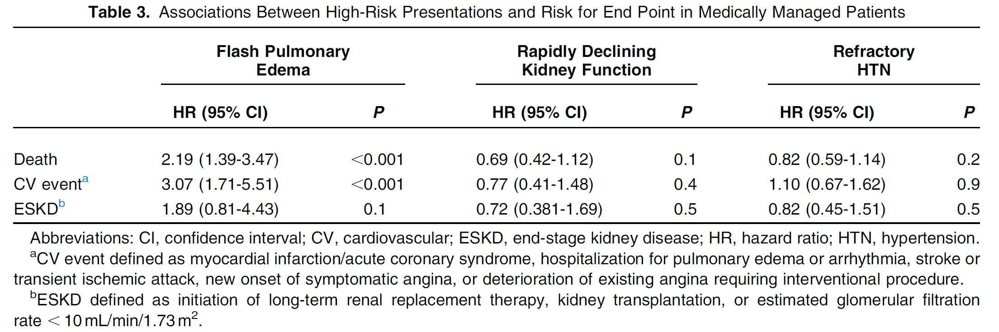 Table 3. Associations Between High-Risk Presentations and Risk for End Point in Medically Managed Patients
Flash Pulmonary Edema Rapidly Declining Kidney Function Refractory HTN
HR (95% CI) P HR (95% CI) P HR (95% CI) P
Death 2.19 (1.39-3.47) <0.001 0.69 (0.42-1.12) 0.1 0.82 (0.59-1.14) 0.2
CV eventa 3.07 (1.71-5.51) <0.001 0.77 (0.41-1.48) 0.4 1.10 (0.67-1.62) 0.9
ESKDb 1.89 (0.81-4.43) 0.1 0.72 (0.381-1.69) 0.5 0.82 (0.45-1.51) 0.5
Abbreviations: CI, confidence interval; CV, cardiovascular; ESKD, end-stage kidney disease; HR, hazard ratio; HTN, hypertension.
aCV event defined as myocardial infarction/acute coronary syndrome, hospitalization for pulmonary edema or arrhythmia, stroke or
transient ischemic attack, new onset of symptomatic angina, or deterioration of existing angina requiring interventional procedure.
bESKD defined as initiation of long-term renal replacement therapy, kidney transplantation, or estimated glomerular filtration
rate < 10 mL/min/1.73 m2.